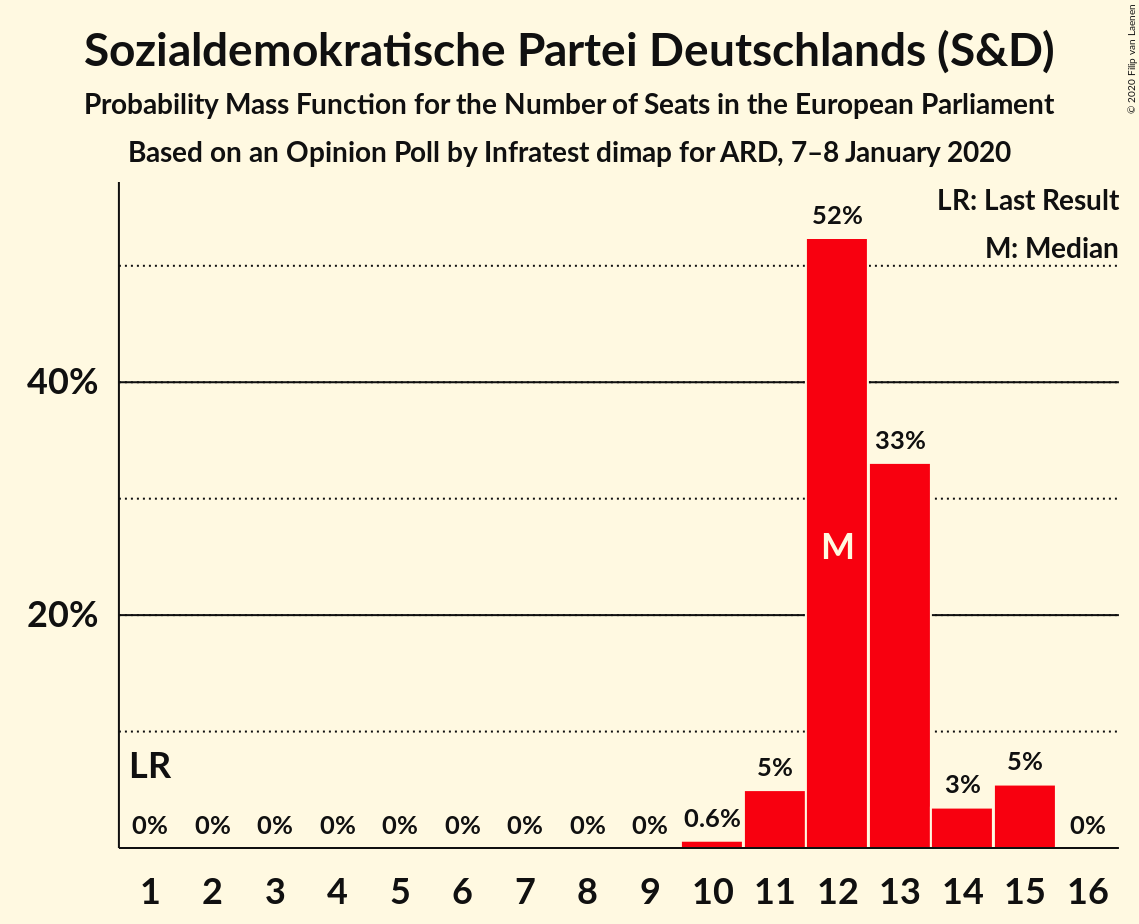 Sozialdemokratische Partei Deutschlands (S&D)
Probability Mass Function for the Number of Seats in the European Parliament
Based on an Opinion Poll by Infratest dimap for ARD, 7–8 January 2020
© 2020 Filip van Laenen
LR: Last Result
M: Median
52%
40%
33%
M
20%
LR
0% 0% 0% 0% 0% 0% 0% 0% 0% 0.6% 5% 3% 5% 0%
1 2 3 4 5 6 7 8 9 10 11 12 13 14 15 16